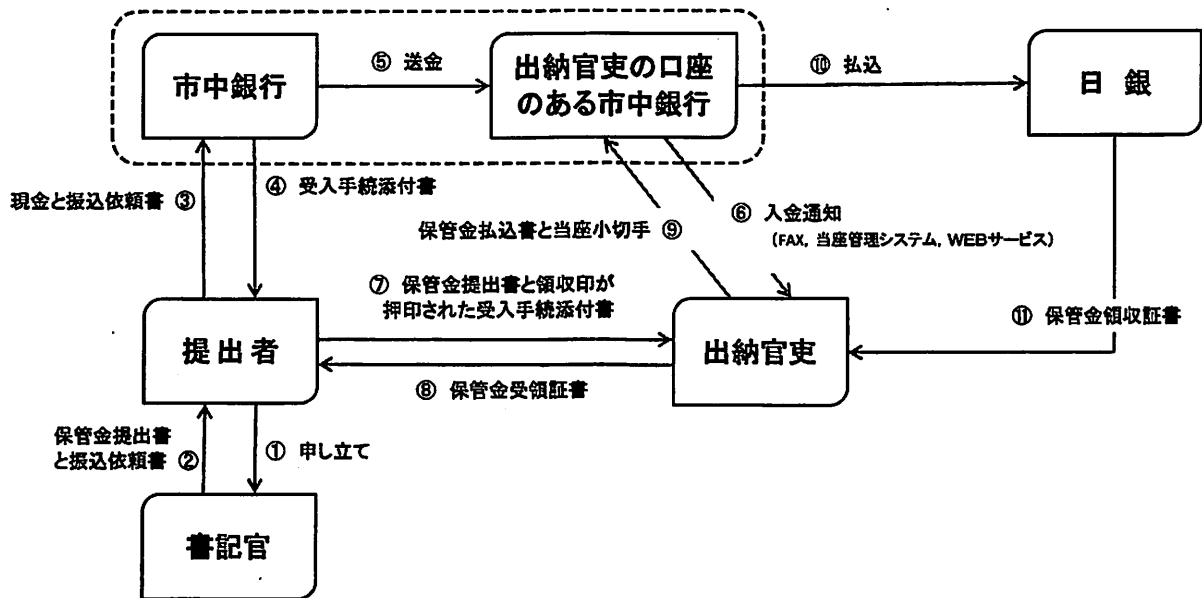 市中銀行
⑤ 送金
出納官吏の口座
のある市中銀行
⑩ 払込
日 銀
現金と振込依頼書 ③
④ 受入手続添付書
保管金払込書と当座小切手 ⑨
⑥ 入金通知
(FAX, 当座管理システム, WEBサービス)
⑦ 保管金提出書と領収印が
押印された受入手続添付書
⑪ 保管金領収証書
提 出 者
出納官吏
⑧ 保管金受領証書
保管金提出書
と振込依頼書 ②
① 申し立て
書記官